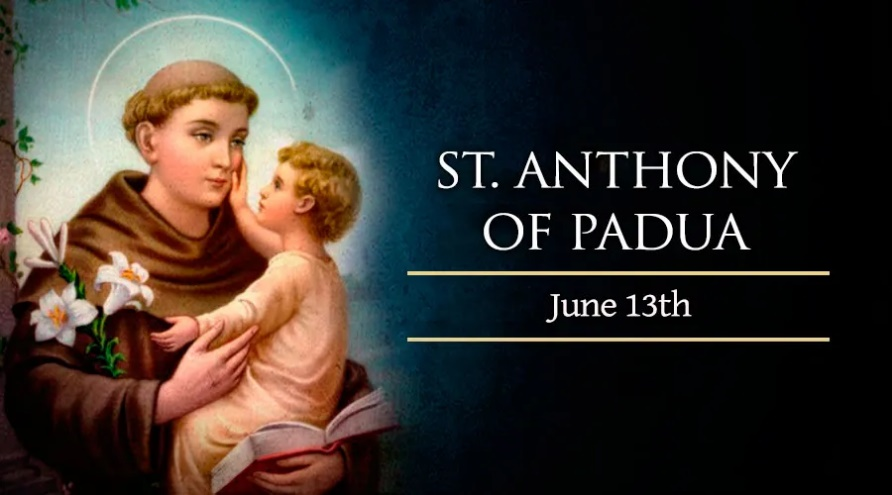 ST. ANTHONY
OF PADUA
June 13th